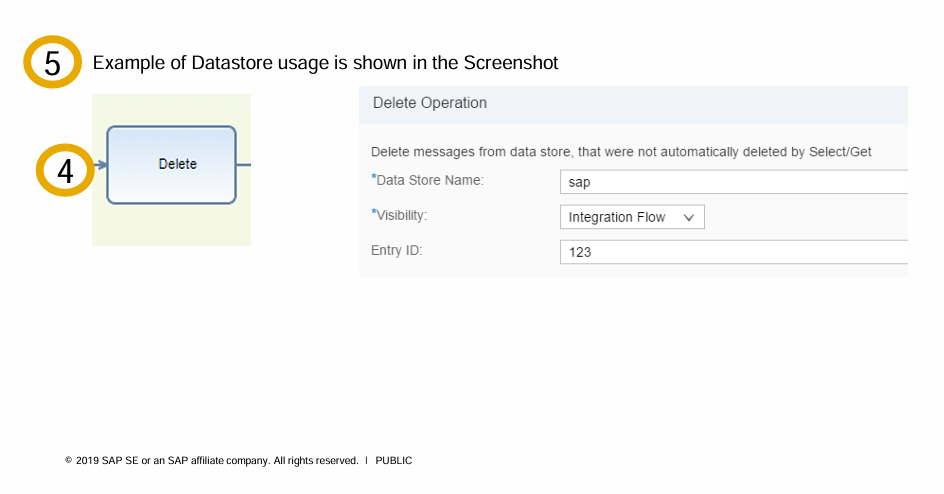 5
Example of Datastore usage is shown in the Screenshot
4
Delete
Delete Operation
Delete messages from data store, that were not automatically deleted by Select/Get
*Data Store Name:
sap
*Visibility:
Integration Flow
Entry ID:
123
© 2019 SAP SE or an SAP affiliate company. All rights reserved. | PUBLIC